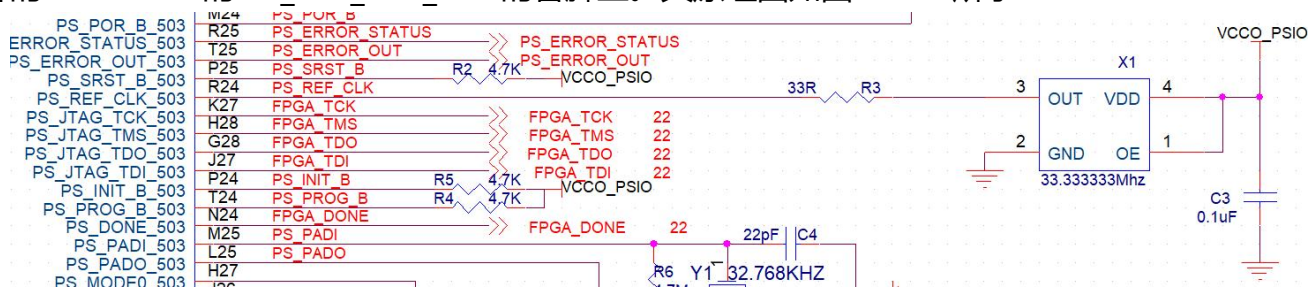 PS_POR_B_503 M24 PS_POR_B
ERROR_STATUS_503 R25 PS_ERROR_STATUS PS_ERROR_STATUS
PS_ERROR_OUT_503 T25 PS_ERROR_OUT PS_ERROR_OUT
PS_SRST_B_503 P25 PS_SRST_B R2 4.7K VCCO_PSIO
PS_REF_CLK_503 R24 PS_REF_CLK 33R R3
PS_JTAG_TCK_503 K27 FPGA_TCK FPGA_TCK 22
PS_JTAG_TMS_503 H28 FPGA_TMS FPGA_TMS 22
PS_JTAG_TDO_503 G28 FPGA_TDO FPGA_TDO 22
PS_JTAG_TDI_503 J27 FPGA_TDI FPGA_TDI 22
PS_INIT_B_503 P24 PS_INIT_B R5 4.7K VCCO_PSIO
PS_PROG_B_503 T24 PS_PROG_B R4 4.7K
PS_DONE_503 N24 FPGA_DONE FPGA_DONE 22
PS_PADI_503 M25 PS_PADI 22pF C4
PS_PADO_503 L25 PS_PADO
PS_MODE0_503 H27
R6 Y1 1 32.768KHZ
VCCO_PSIO
X1
3 OUT VDD 4
2 GND OE 1
33.333333Mhz
C3
0.1uF